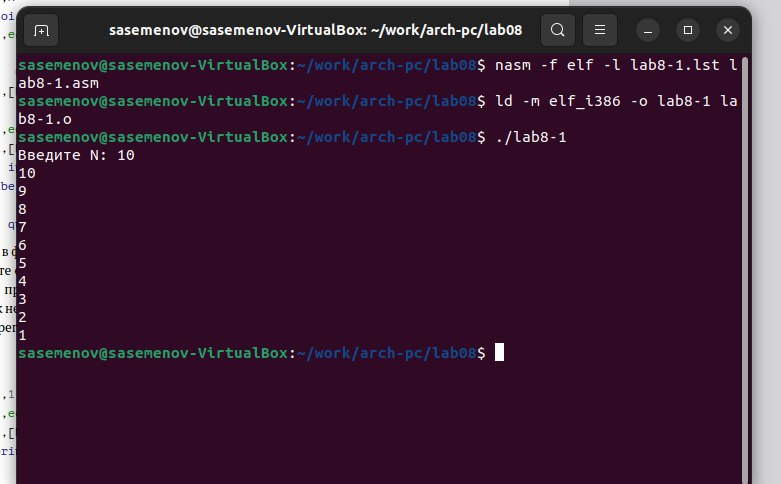 sasemenov@sasemenov-VirtualBox: ~/work/arch-pc/lab08
sasemenov@sasemenov-VirtualBox:~/work/arch-pc/lab08$ nasm -f elf -l lab8-1.lst l
ab8-1.asm
sasemenov@sasemenov-VirtualBox:~/work/arch-pc/lab08$ ld -m elf_i386 -o lab8-1 la
b8-1.o
sasemenov@sasemenov-VirtualBox:~/work/arch-pc/lab08$ ./lab8-1
Введите N: 10
10
9
8
7
6
5
4
3
2
1
sasemenov@sasemenov-VirtualBox:~/work/arch-pc/lab08$